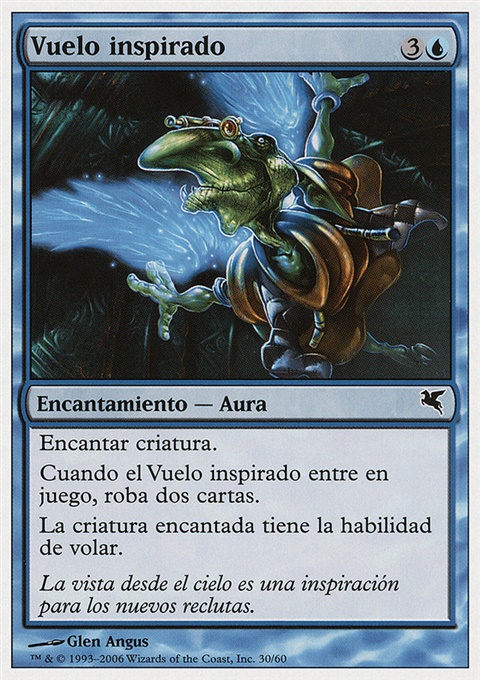 Vuelo inspirado 3
Encantamiento — Aura
Encantar criatura.
Cuando el Vuelo inspirado entre en
juego, roba dos cartas.
La criatura encantada tiene la habilidad
de volar.
La vista desde el cielo es una inspiración
para los nuevos reclutas.
Glen Angus
™ & © 1993–2006 Wizards of the Coast, Inc. 30/60